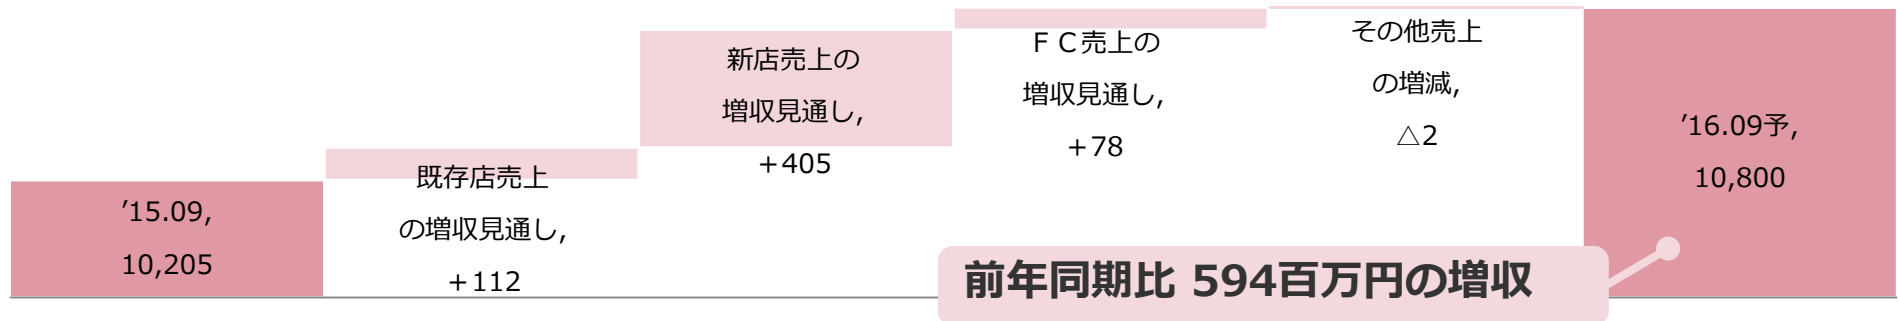 ’15.09,
10,205
既存店売上
の増収見通し,
＋112
新店売上の
増収見通し,
＋405
ＦＣ売上の
増収見通し,
＋78
その他売上
の増減,
△2
’16.09予,
10,800
前年同期比 594百万円の増収